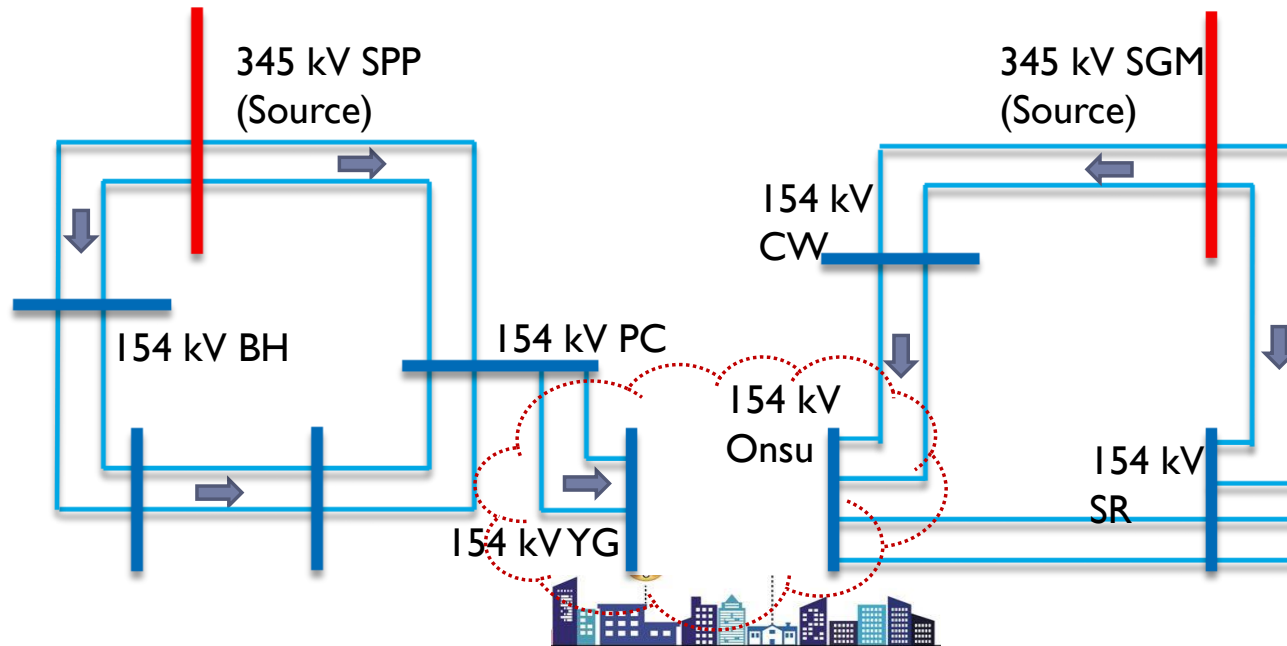 345 kV SPP
(Source)
345 kV SGM
(Source)
154 kV
CW
154 kV BH
154 kV PC
154 kV
Onsu
154 kV
SR
154 kV YG